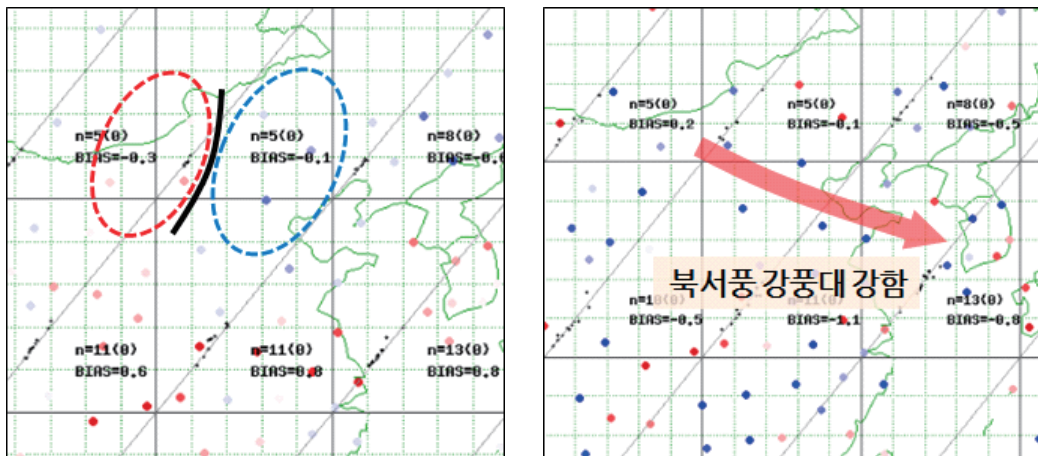 n=5(0)
BIAS=-0.3
n=5(0)
BIAS=-0.1
n=8(0)
n=11(0)
BIAS=0.6
n=11(0)
BIAS=0.8
n=13(0)
BIAS=0.8
n=5(0)
BIAS=0.2
n=5(0)
BIAS=-0.1
n=8(0)
BIAS=-0.5
북서풍 강풍대 강함
BIAS=-0.5
n=11(0)
BIAS=-1.1
n=13(0)
BIAS=-0.8